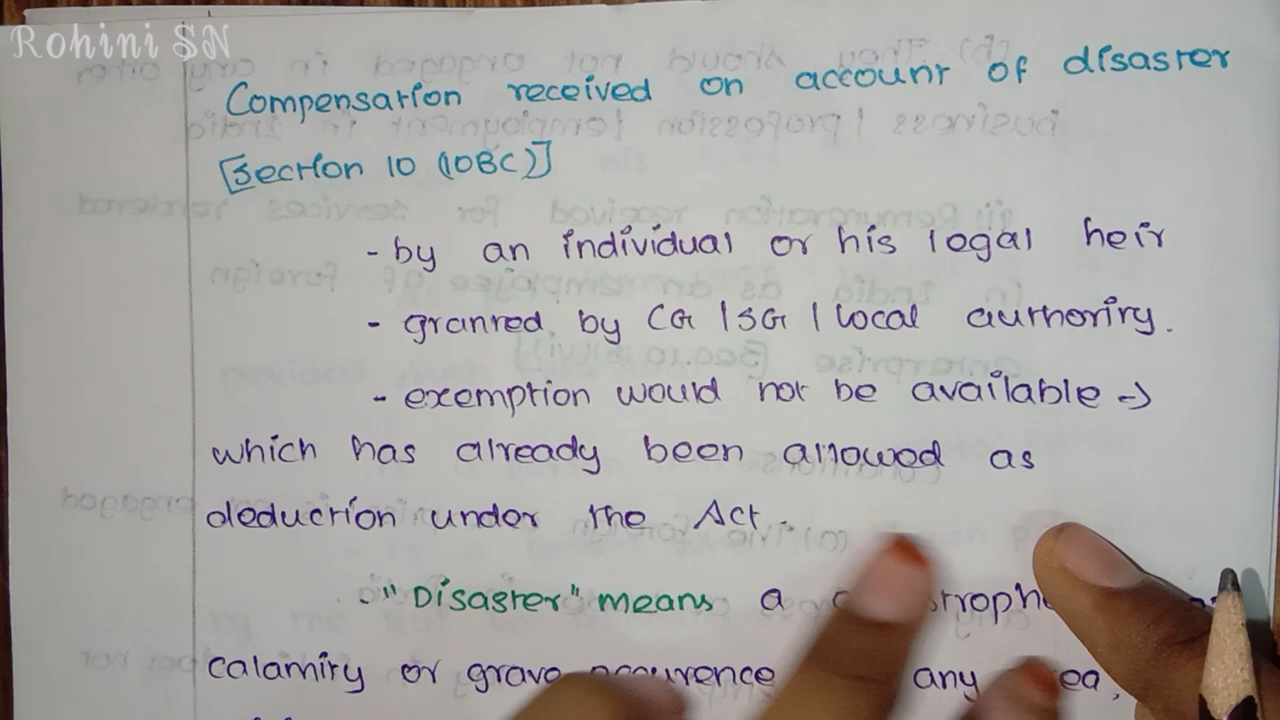 Rohini SN
Compensation received on account of disaster
[Section 10 (10BC)]
- by an individual or his legal heir
- granted by CG / SG / local authority.
- exemption would not be available →
which has already been allowed as
deduction under the Act.
- "Disaster" means a
calamity or grave occurence any